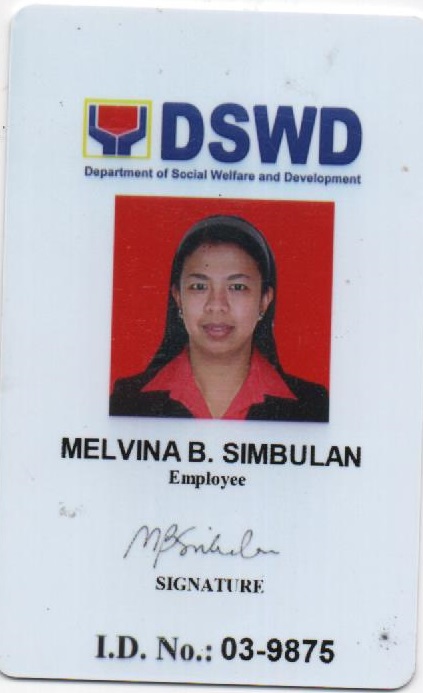 DSWD
Department of Social Welfare and Development
MELVINA B. SIMBULAN
Employee
MBSimbulan
SIGNATURE
I.D. No.: 03-9875